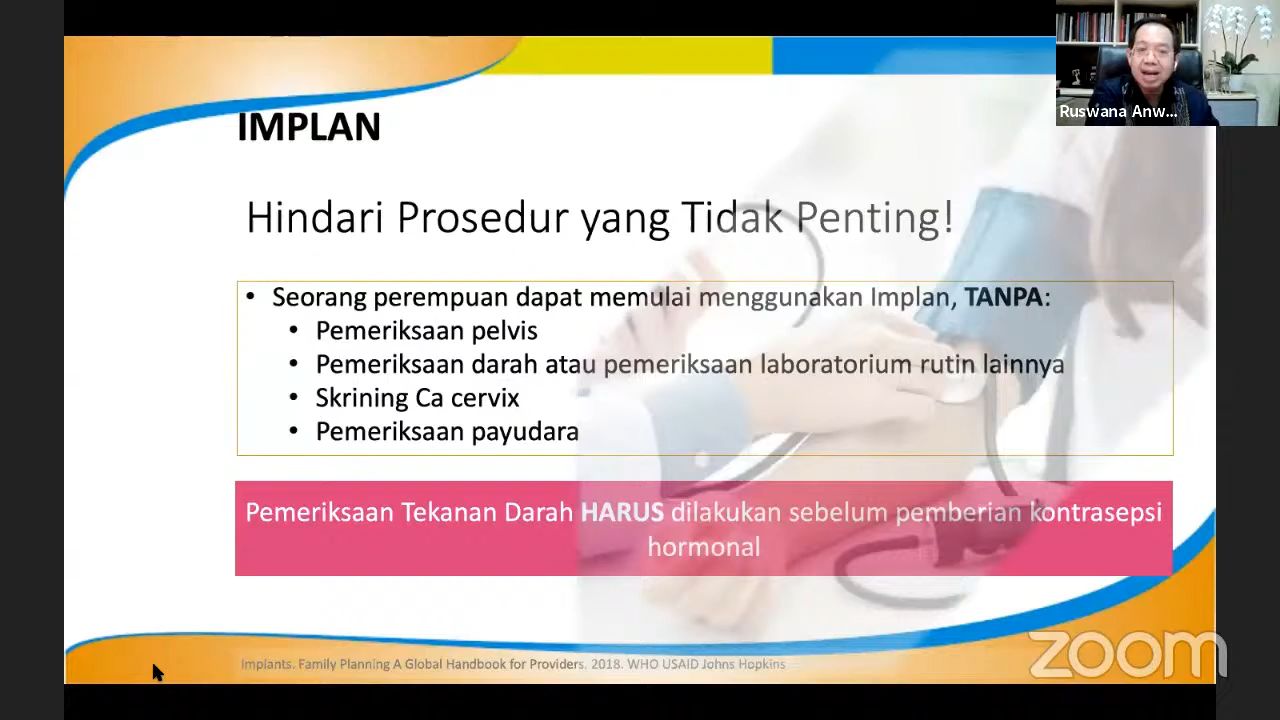 Ruswana Anw...
IMPLAN
Hindari Prosedur yang Tidak Penting!
• Seorang perempuan dapat memulai menggunakan Implan, TANPA:
• Pemeriksaan pelvis
• Pemeriksaan darah atau pemeriksaan laboratorium rutin lainnya
• Skrining Ca cervix
• Pemeriksaan payudara
Pemeriksaan Tekanan Darah HARUS dilakukan sebelum pemberian kontrasepsi
hormonal
Implants. Family Planning A Global Handbook for Providers. 2018. WHO USAID Johns Hopkins
zoom